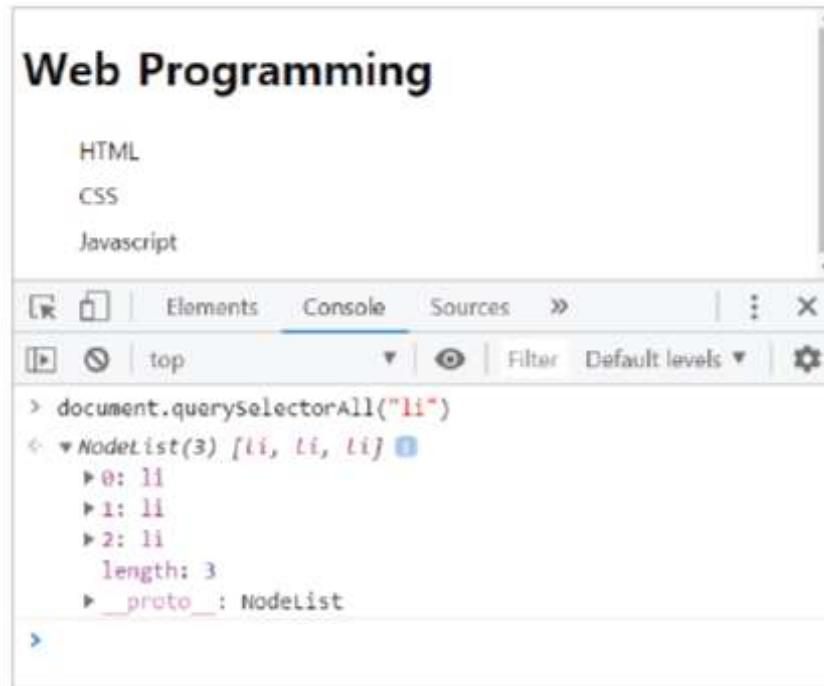 Web Programming
HTML
CSS
Javascript
Elements Console Sources »
top Filter Default levels ▼
> document.querySelectorAll("li")
NodeList(3) [li, li, li]
0: li
1: li
2: li
length: 3
__proto__: NodeList
>